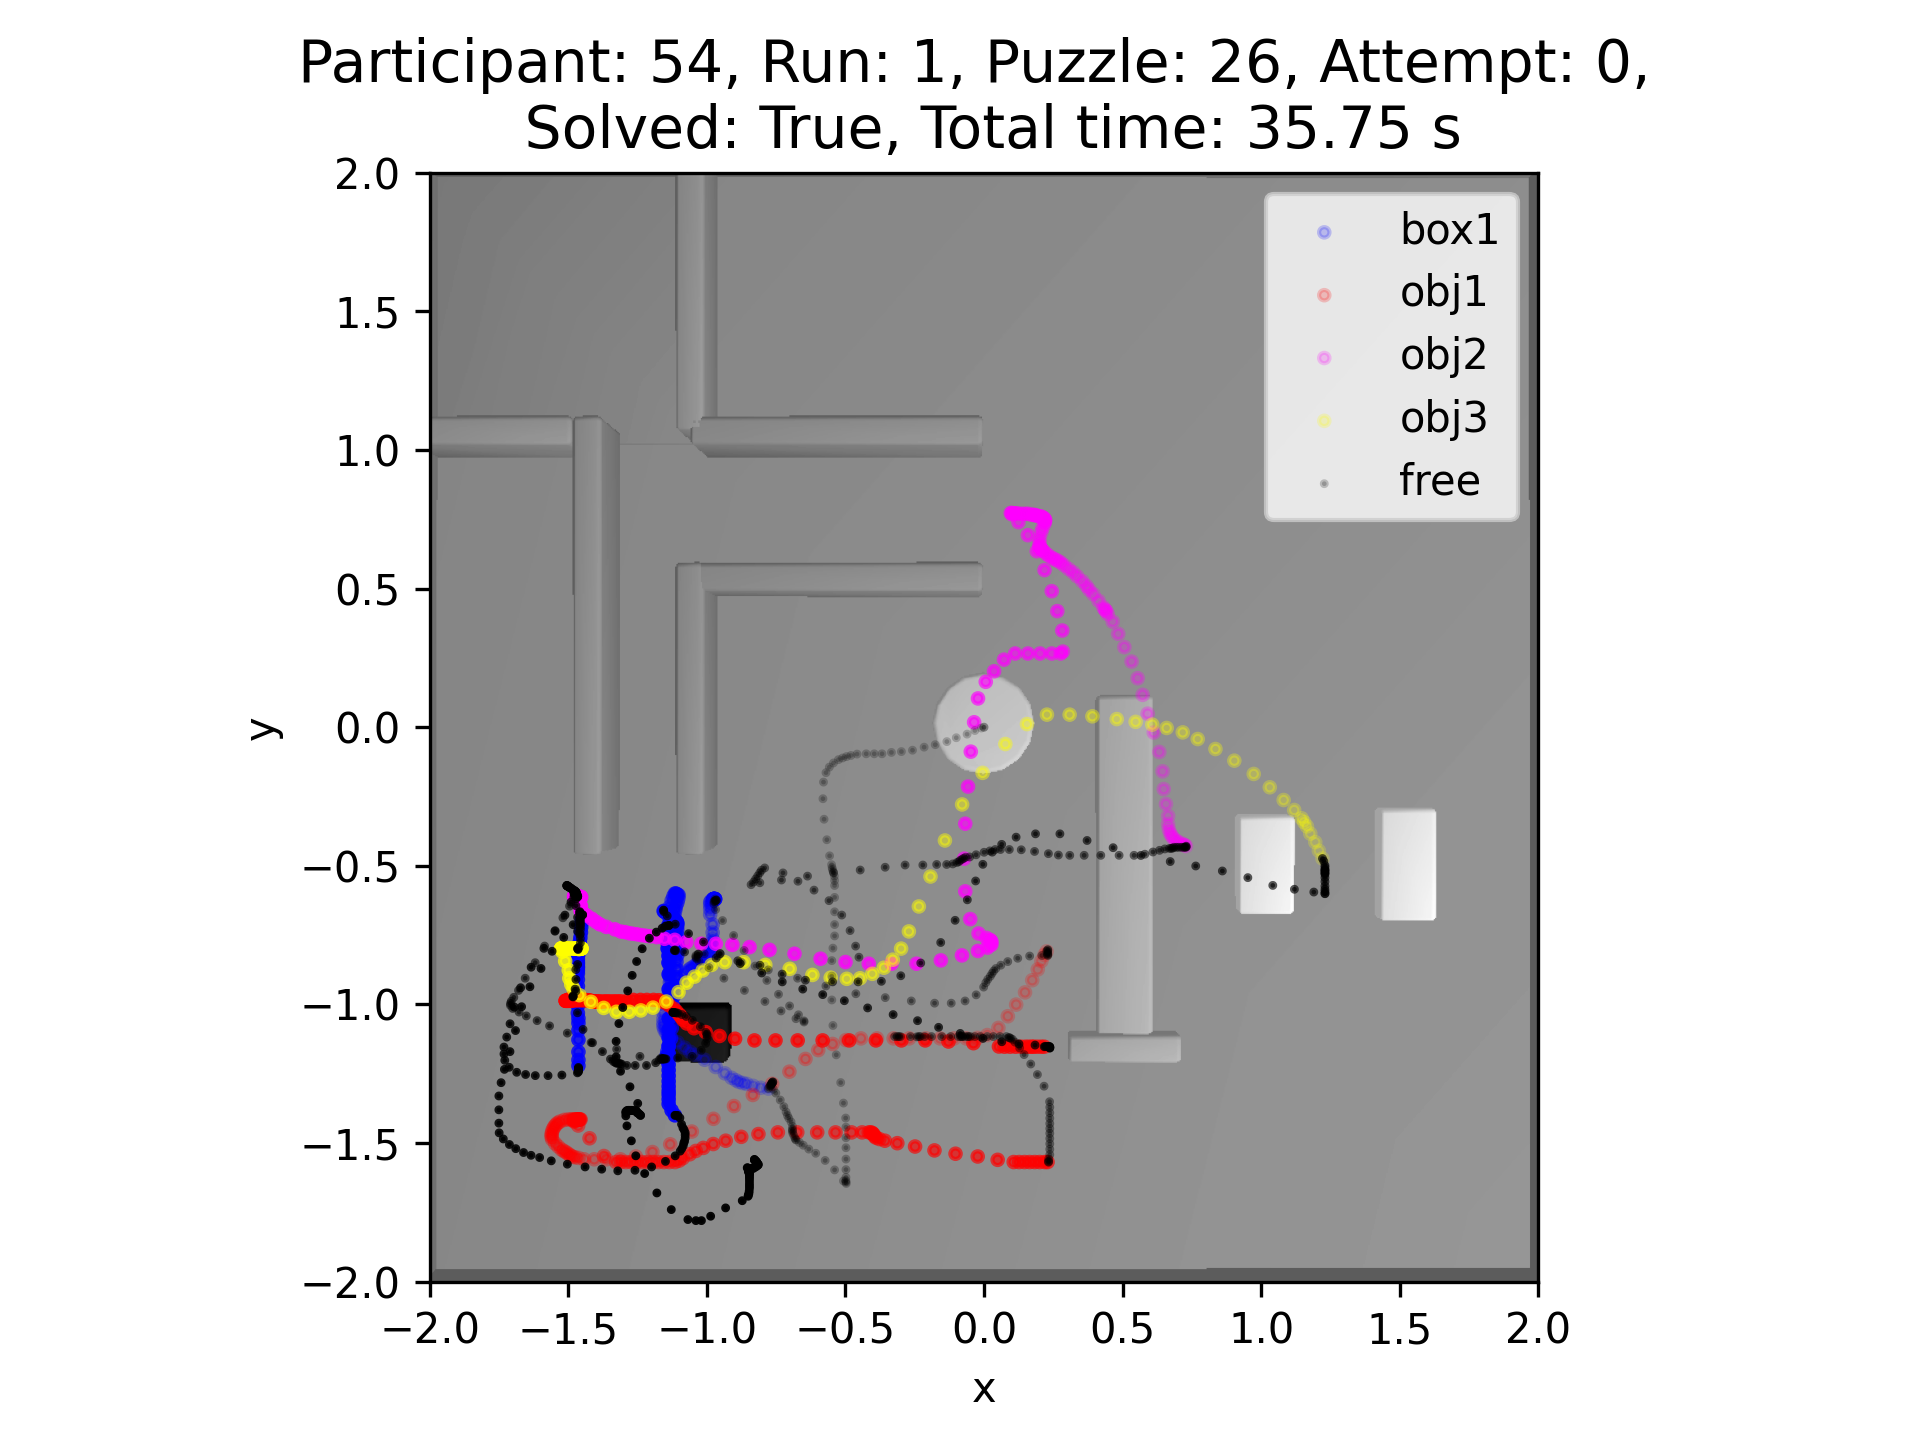 Participant: 54, Run: 1, Puzzle: 26, Attempt: 0,
Solved: True, Total time: 35.75 s
2.0
1.5
1.0
0.5
0.0
−0.5
−1.0
−1.5
−2.0
y
box1
obj1
obj2
obj3
free
−2.0 −1.5 −1.0 −0.5 0.0 0.5 1.0 1.5 2.0
x